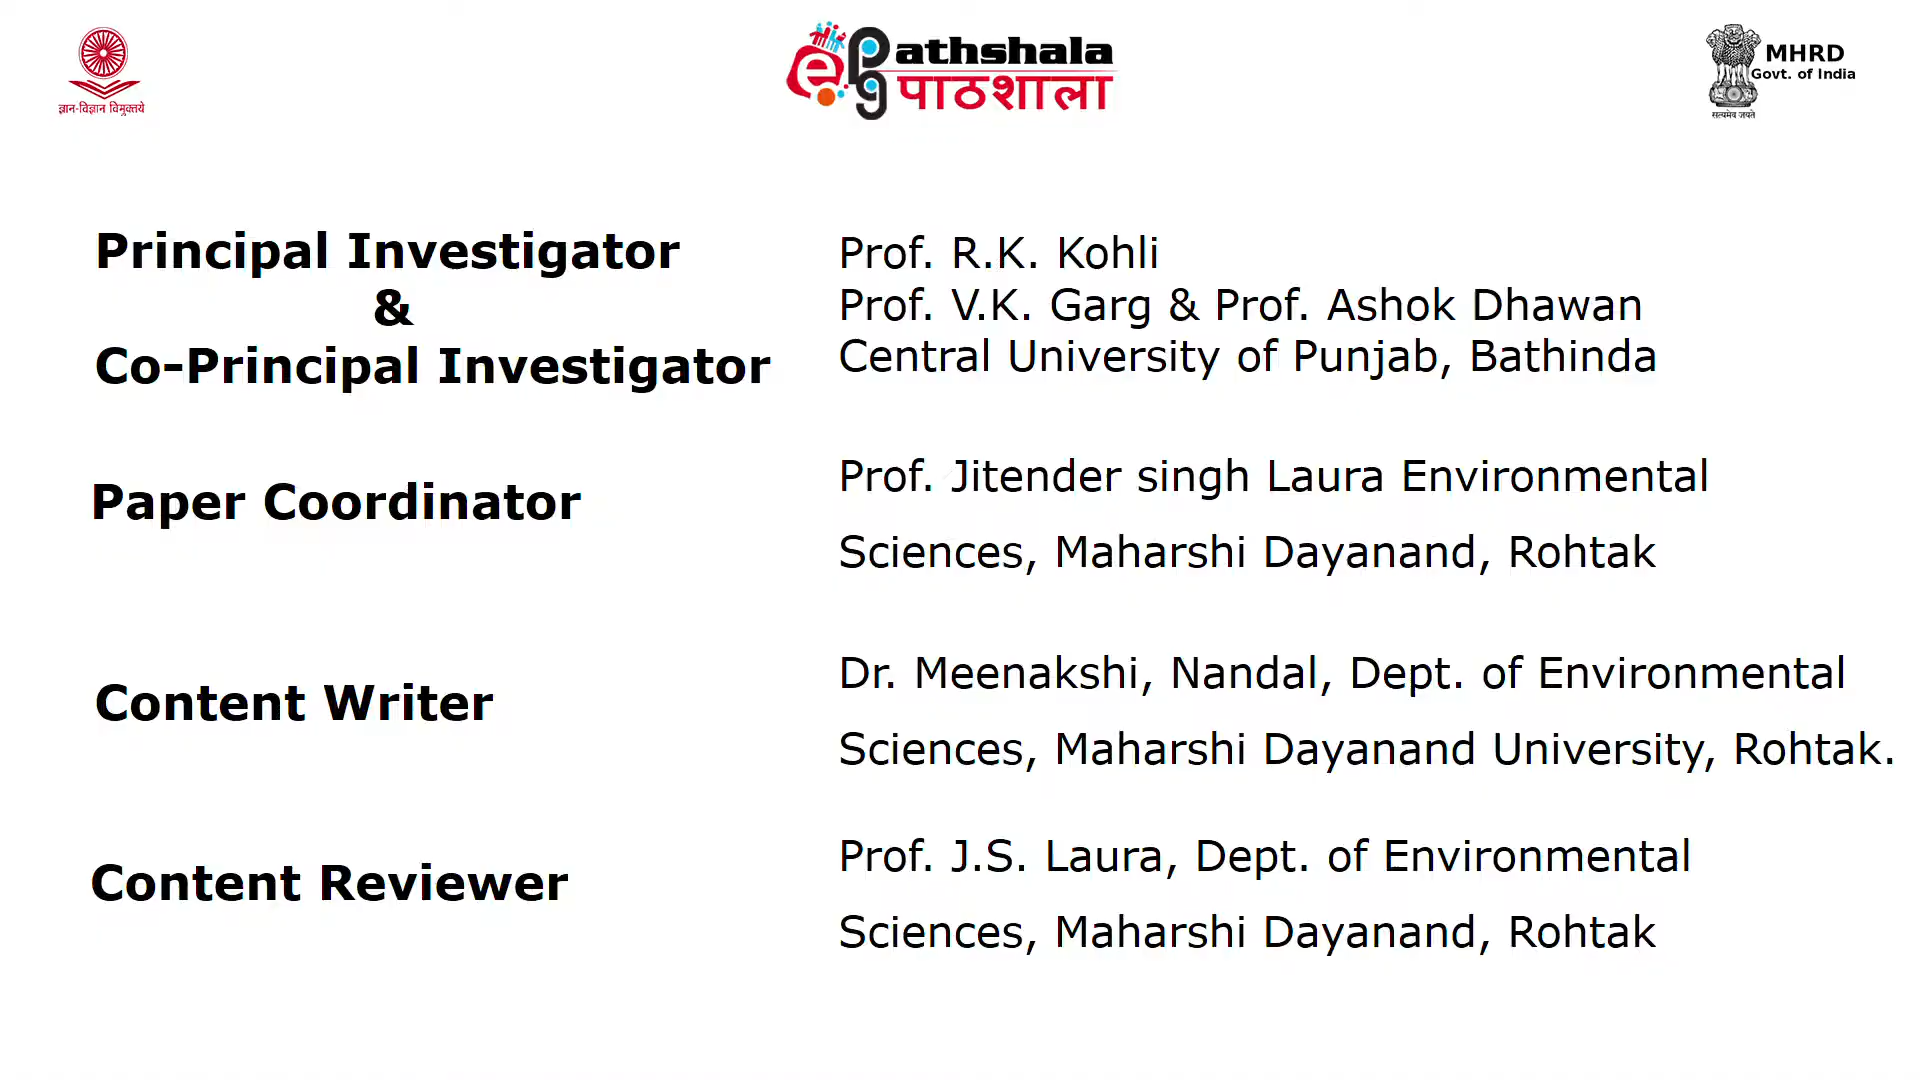 ज्ञान-विज्ञान विमुक्तये
e Pg Pathshala
पाठशाला
MHRD
Govt. of India
सत्यमेव जयते
Principal Investigator
&
Co-Principal Investigator
Prof. R.K. Kohli
Prof. V.K. Garg & Prof. Ashok Dhawan
Central University of Punjab, Bathinda
Paper Coordinator
Prof. Jitender singh Laura Environmental
Sciences, Maharshi Dayanand, Rohtak
Content Writer
Dr. Meenakshi, Nandal, Dept. of Environmental
Sciences, Maharshi Dayanand University, Rohtak.
Content Reviewer
Prof. J.S. Laura, Dept. of Environmental
Sciences, Maharshi Dayanand, Rohtak